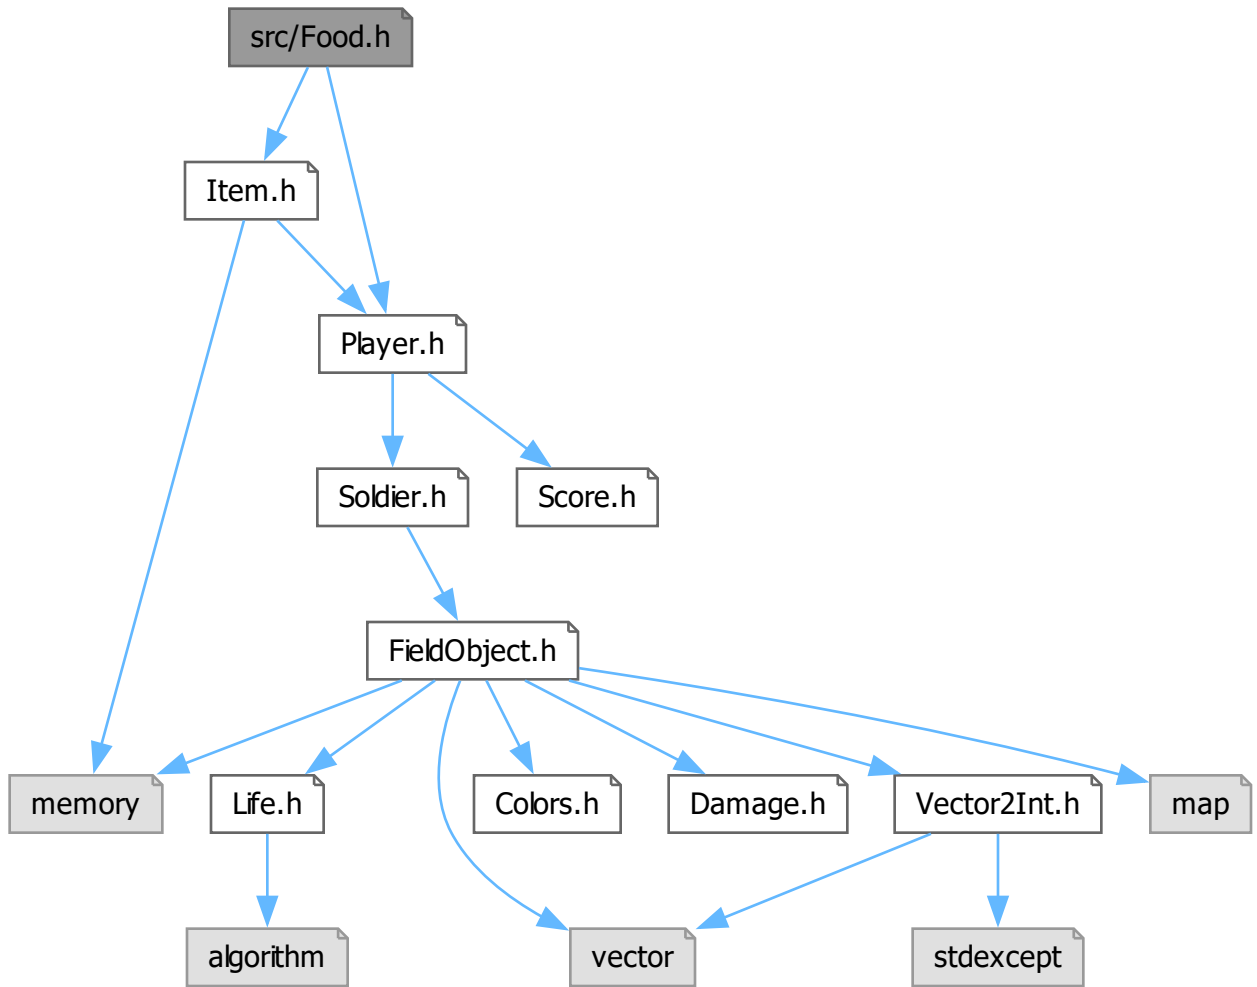 src/Food.h
Item.h
Player.h
Soldier.h
Score.h
FieldObject.h
memory
Life.h
Colors.h
Damage.h
Vector2Int.h
map
algorithm
vector
stdexcept